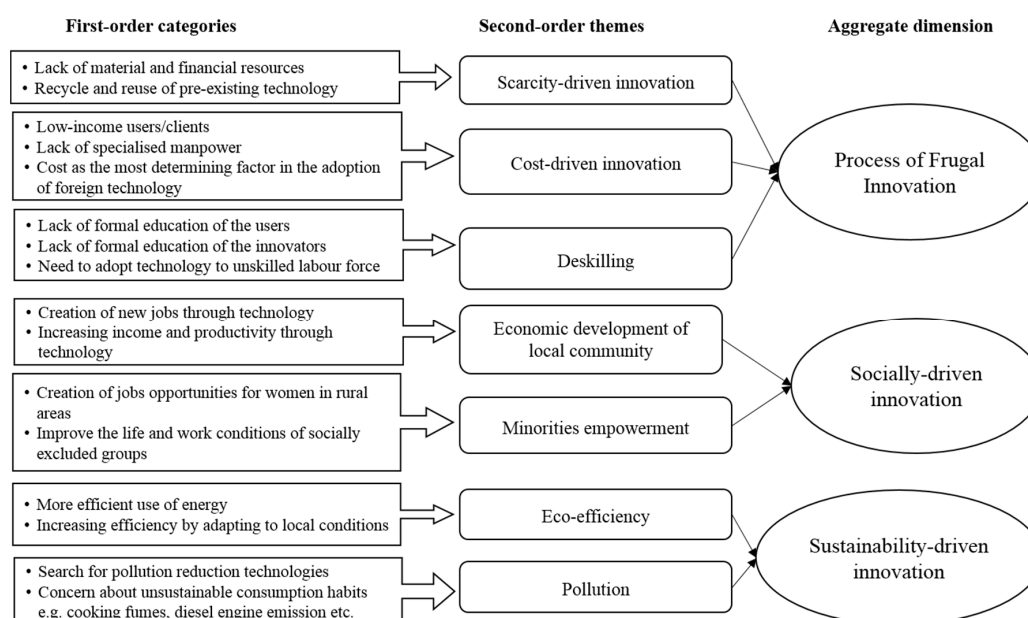 First-order categories
Second-order themes
Aggregate dimension
• Lack of material and financial resources
• Recycle and reuse of pre-existing technology
Scarcity-driven innovation
• Low-income users/clients
• Lack of specialised manpower
• Cost as the most determining factor in the adoption
of foreign technology
Cost-driven innovation
Process of Frugal
Innovation
• Lack of formal education of the users
• Lack of formal education of the innovators
• Need to adopt technology to unskilled labour force
Deskilling
• Creation of new jobs through technology
• Increasing income and productivity through
technology
Economic development of
local community
• Creation of jobs opportunities for women in rural
areas
• Improve the life and work conditions of socially
excluded groups
Minorities empowerment
Socially-driven
innovation
• More efficient use of energy
• Increasing efficiency by adapting to local conditions
Eco-efficiency
• Search for pollution reduction technologies
• Concern about unsustainable consumption habits
e.g. cooking fumes, diesel engine emission etc.
Pollution
Sustainability-driven
innovation